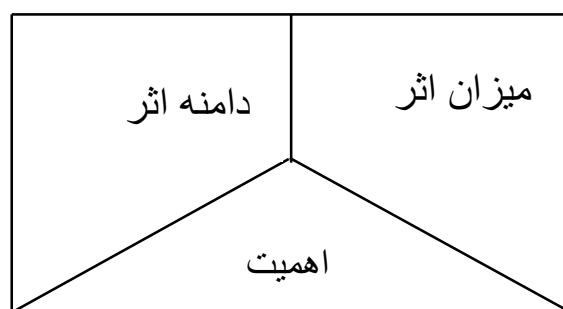 میزان اثر
دامنه اثر
اهمیت